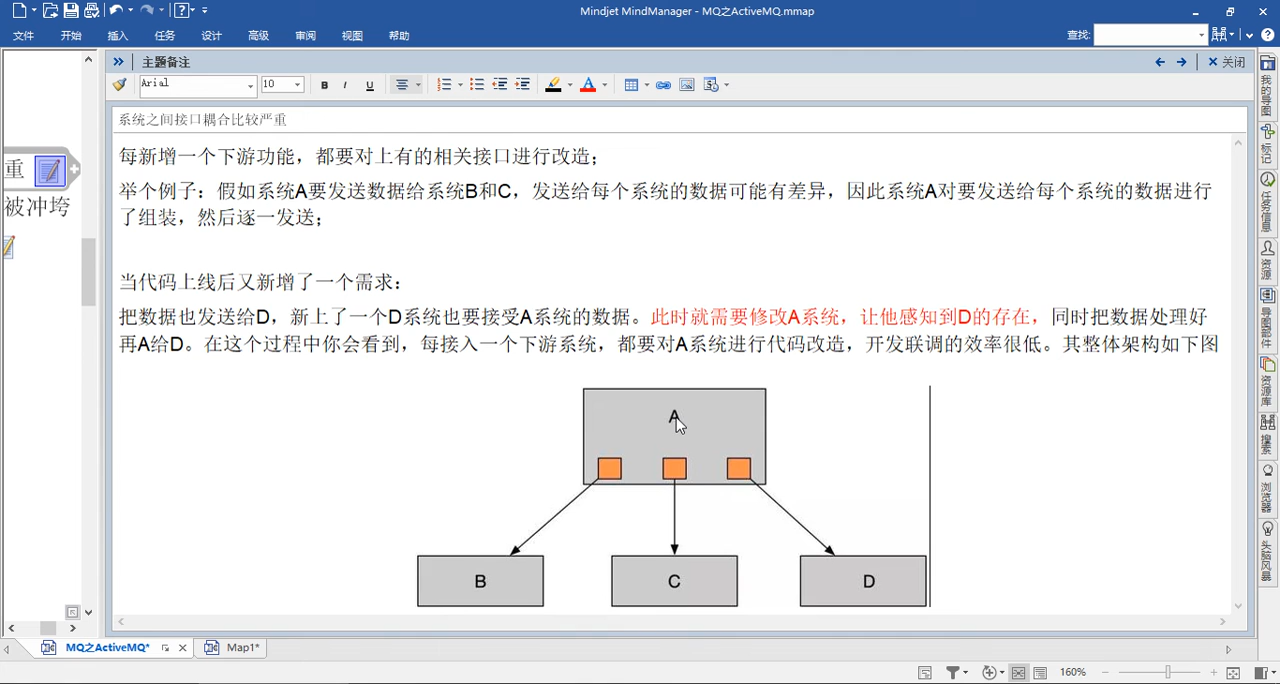 Mindjet MindManager - MQ之ActiveMQ.mmap
文件 开始 插入 任务 设计 高级 审阅 视图 帮助
查找:
主题备注
关闭
Arial 10 B I U A
系统之间接口耦合比较严重
每新增一个下游功能，都要对上有的相关接口进行改造；
举个例子：假如系统A要发送数据给系统B和C，发送给每个系统的数据可能有差异，因此系统A对要发送给每个系统的数据进行
了组装，然后逐一发送；
当代码上线后又新增了一个需求：
把数据也发送给D，新上了一个D系统也要接受A系统的数据。此时就需要修改A系统，让他感知到D的存在，同时把数据处理好
再A给D。在这个过程中你会看到，每接入一个下游系统，都要对A系统进行代码改造，开发联调的效率很低。其整体架构如下图
A
B C D
重
被冲垮
我的导图
标记
任务信息
资源
导图部件
资源库
搜索
浏览器
头脑风暴
MQ之ActiveMQ* Map1*
160%